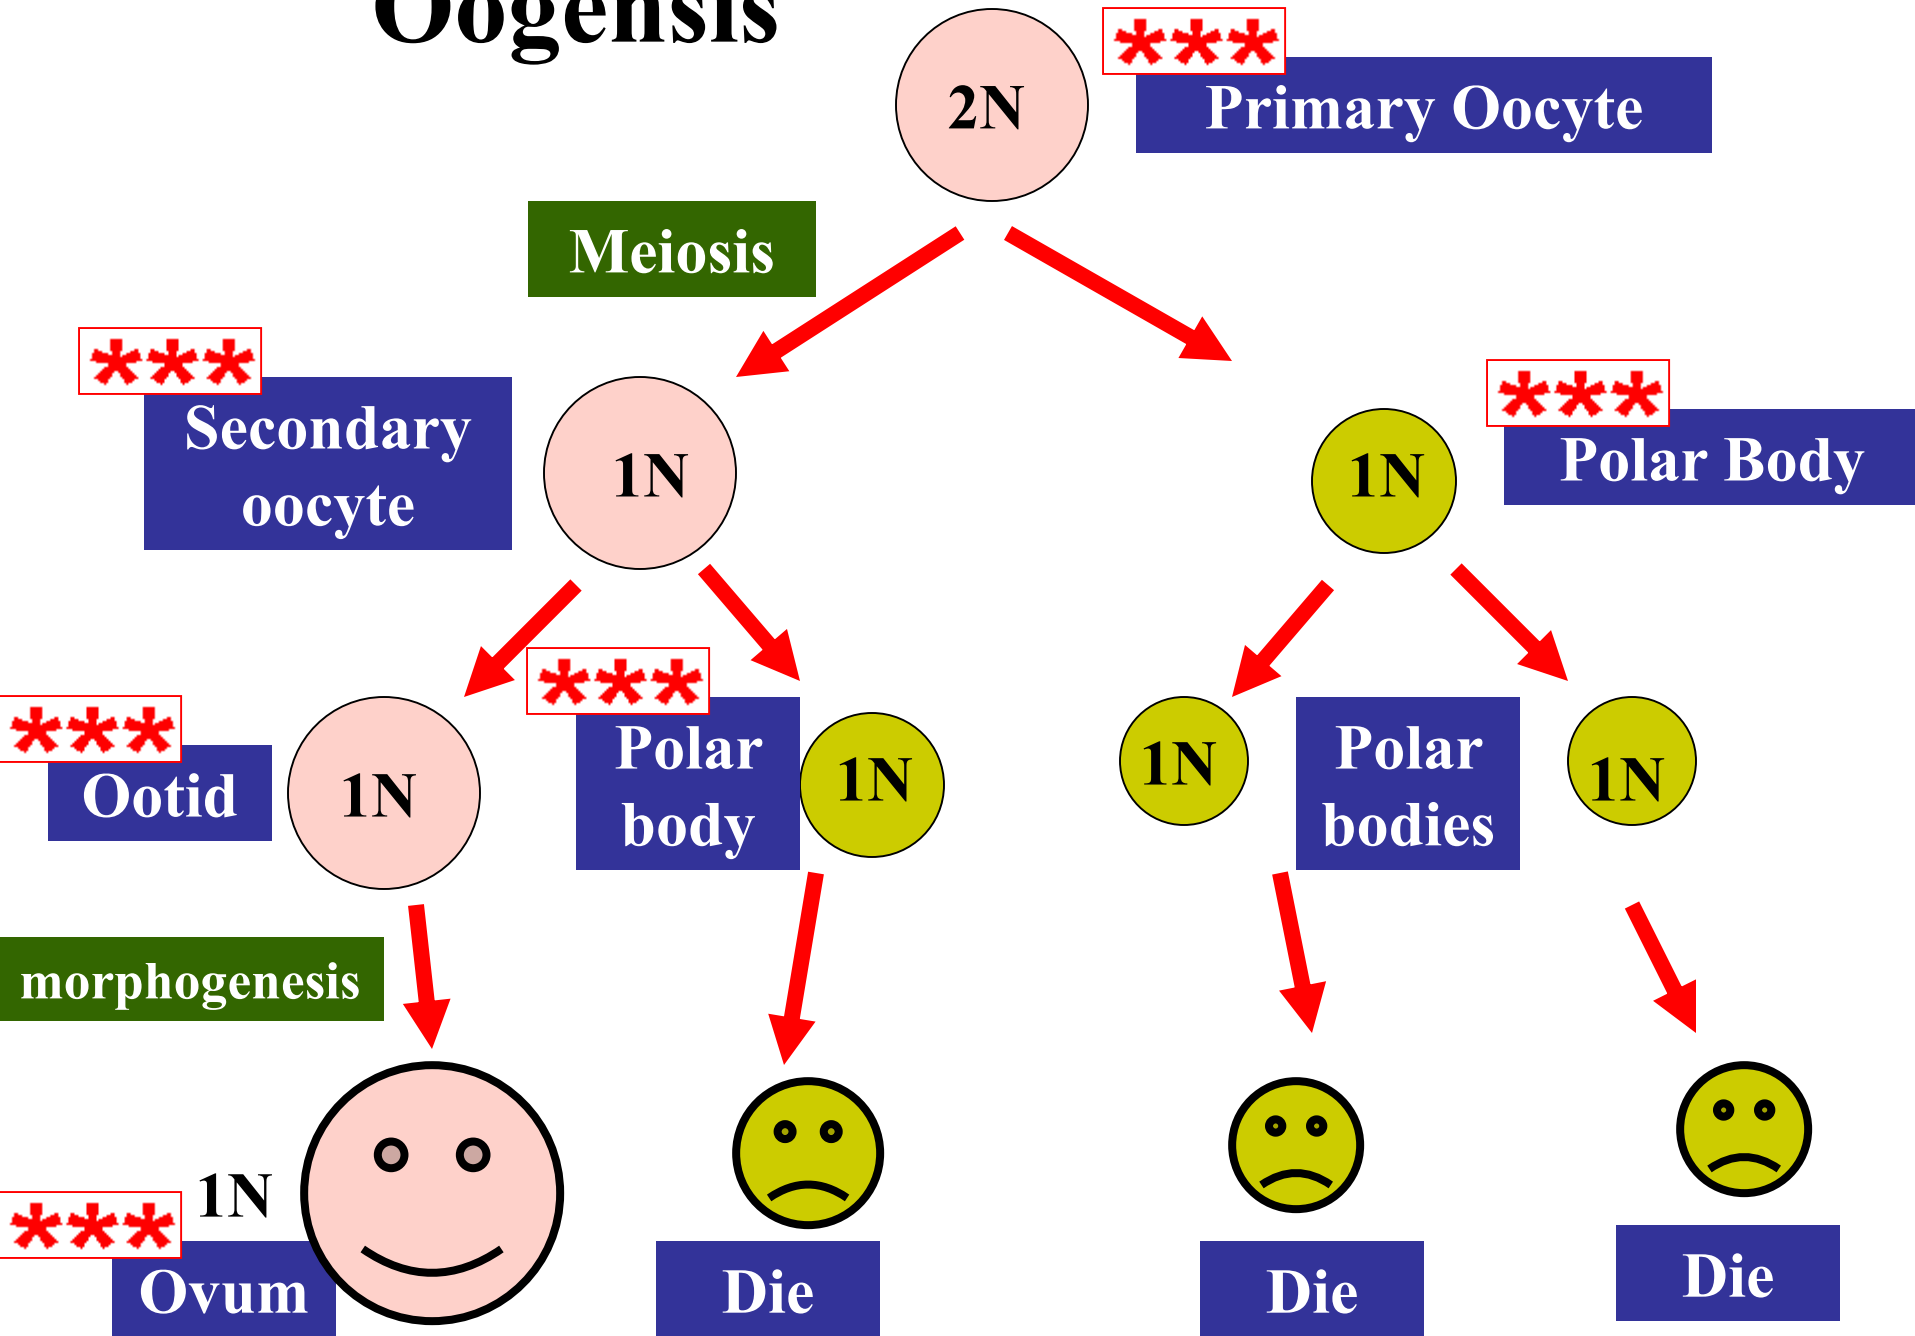 Oogensis
***
2N
Primary Oocyte
Meiosis
***
Secondary
oocyte
1N
1N
***
Polar Body
***
Ootid
1N
***
Polar
body
1N
1N
Polar
bodies
1N
morphogenesis
1N
***
Ovum
Die
Die
Die